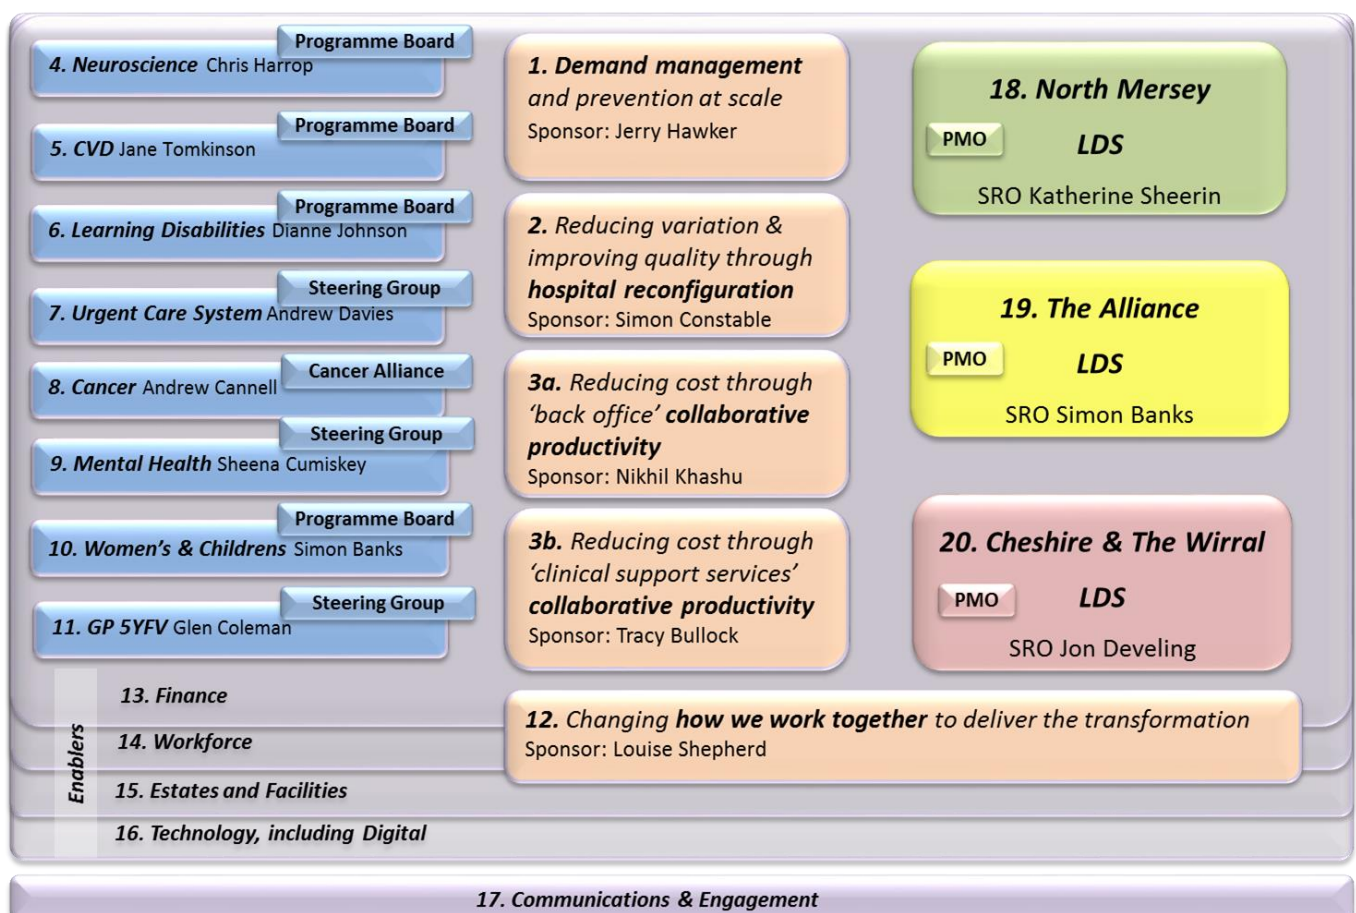 Programme Board
4. Neuroscience Chris Harrop
Programme Board
5. CVD Jane Tomkinson
Programme Board
6. Learning Disabilities Dianne Johnson
Steering Group
7. Urgent Care System Andrew Davies
Cancer Alliance
8. Cancer Andrew Cannell
Steering Group
9. Mental Health Sheena Cumiskey
Programme Board
10. Women's & Childrens Simon Banks
Steering Group
11. GP 5YFV Glen Coleman
1. Demand management
and prevention at scale
Sponsor: Jerry Hawker
2. Reducing variation &
improving quality through
hospital reconfiguration
Sponsor: Simon Constable
3a. Reducing cost through
‘back office’ collaborative
productivity
Sponsor: Nikhil Khashu
3b. Reducing cost through
‘clinical support services’
collaborative productivity
Sponsor: Tracy Bullock
18. North Mersey
PMO
LDS
SRO Katherine Sheerin
19. The Alliance
PMO
LDS
SRO Simon Banks
20. Cheshire & The Wirral
PMO
LDS
SRO Jon Develing
Enablers
13. Finance
14. Workforce
15. Estates and Facilities
16. Technology, including Digital
12. Changing how we work together to deliver the transformation
Sponsor: Louise Shepherd
17. Communications & Engagement